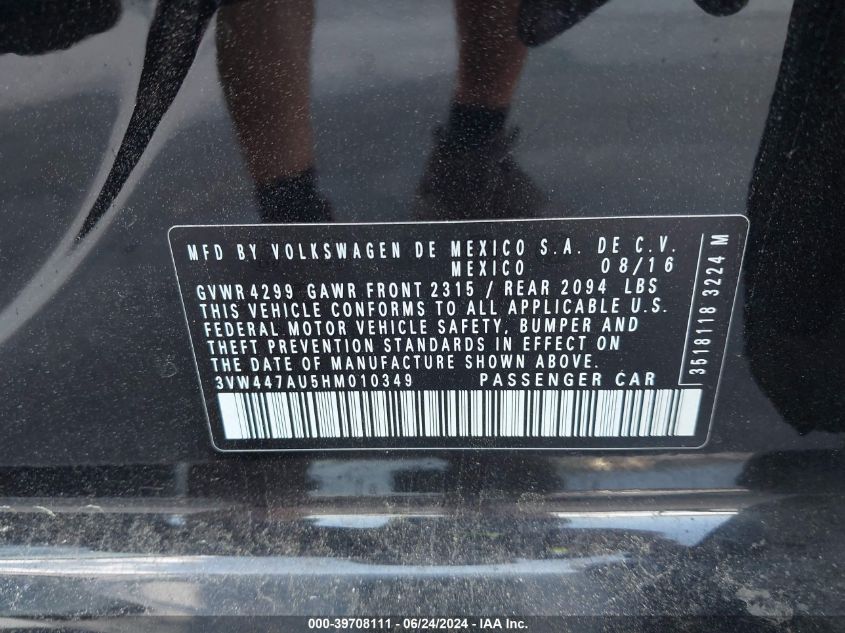 MFD BY VOLKSWAGEN DE MEXICO S.A. DE C.V.
MEXICO 08/16
GVWR 4299 GAWR FRONT 2315 / REAR 2094 LBS
THIS VEHICLE CONFORMS TO ALL APPLICABLE U.S.
FEDERAL MOTOR VEHICLE SAFETY, BUMPER AND
THEFT PREVENTION STANDARDS IN EFFECT ON
THE DATE OF MANUFACTURE SHOWN ABOVE.
3VW447AU5HM010349 PASSENGER CAR
3518118 3224 M
000-39708111 - 06/24/2024 - IAA Inc.